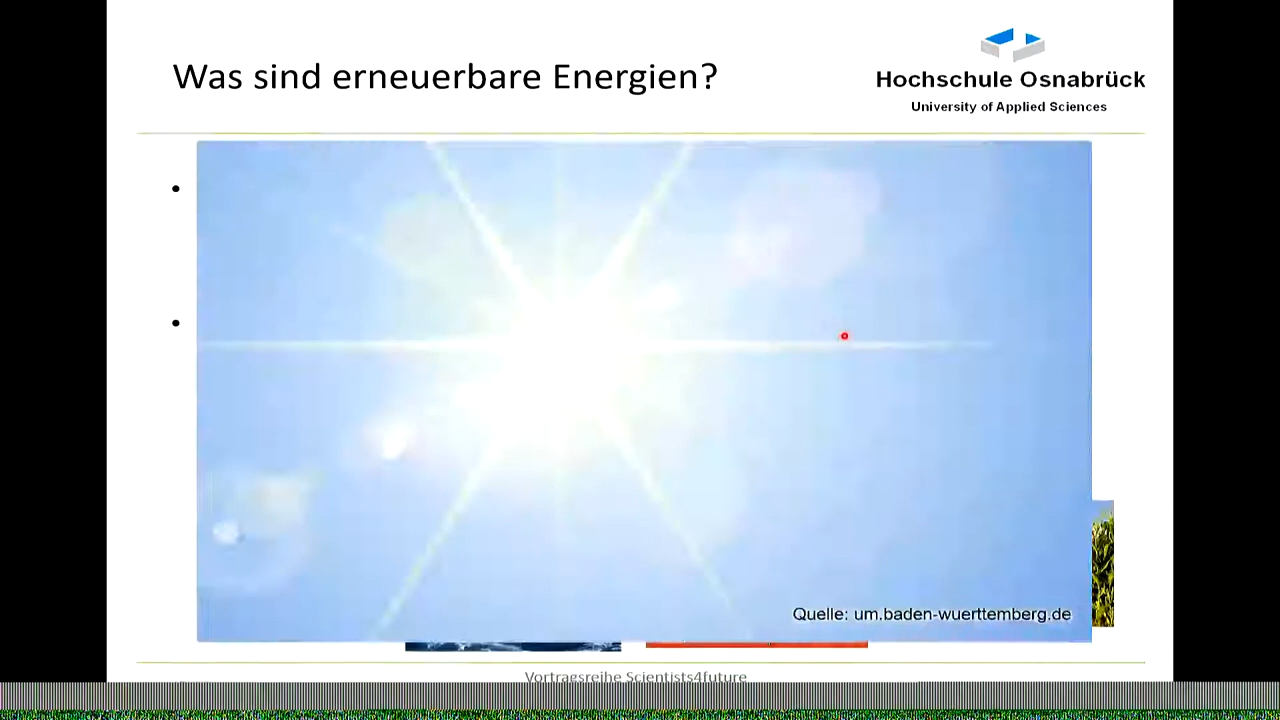 Was sind erneuerbare Energien?
Hochschule Osnabrück
University of Applied Sciences
Quelle: um.baden-wuerttemberg.de
Vortragsreihe Scientists4future